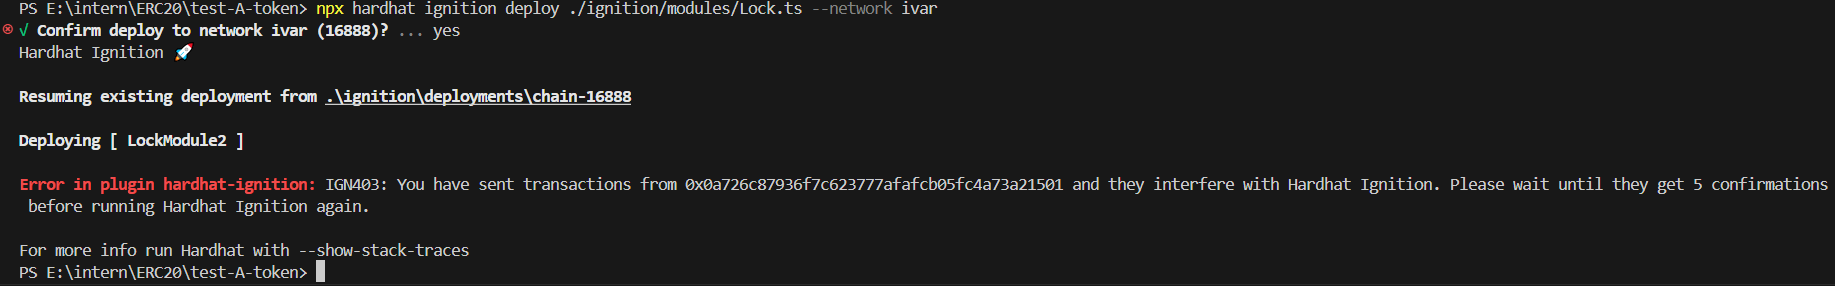 PS E:\intern\ERC20\test-A-token> npx hardhat ignition deploy ./ignition/modules/Lock.ts --network ivar
√ Confirm deploy to network ivar (16888)? ... yes
Hardhat Ignition 🚀
Resuming existing deployment from .\ignition\deployments\chain-16888
Deploying [ LockModule2 ]
Error in plugin hardhat-ignition: IGN403: You have sent transactions from 0x0a726c87936f7c623777afafcb05fc4a73a21501 and they interfere with Hardhat Ignition. Please wait until they get 5 confirmations
before running Hardhat Ignition again.
For more info run Hardhat with --show-stack-traces
PS E:\intern\ERC20\test-A-token>